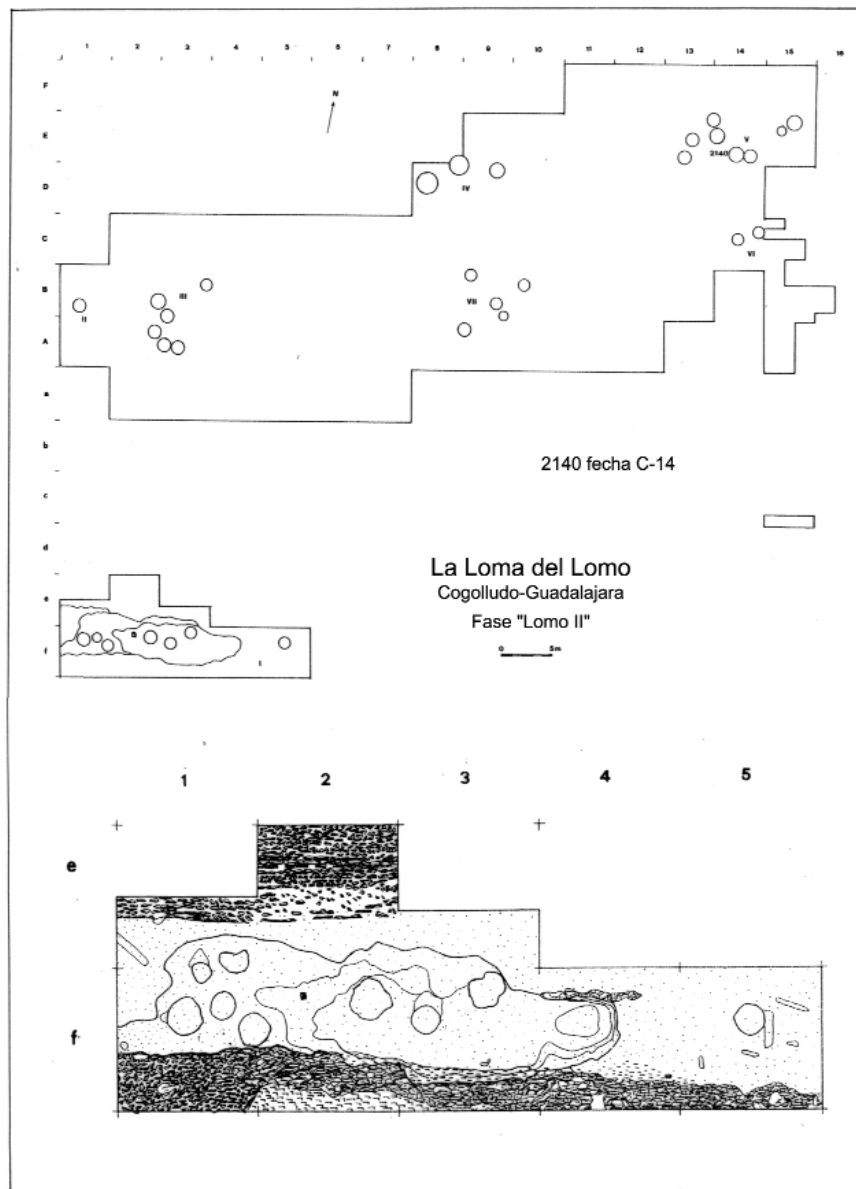 1 2 3 4 5 6 7 8 9 10 11 12 13 14 15 16
F
N
E
V
2140
D
IV
C
VI
B
III
VII
II
A
a
b
2140 fecha C-14
c
d
La Loma del Lomo
e
Cogolludo-Guadalajara
Fase "Lomo II"
f
I
0 5m
1 2 3 4 5
e
f